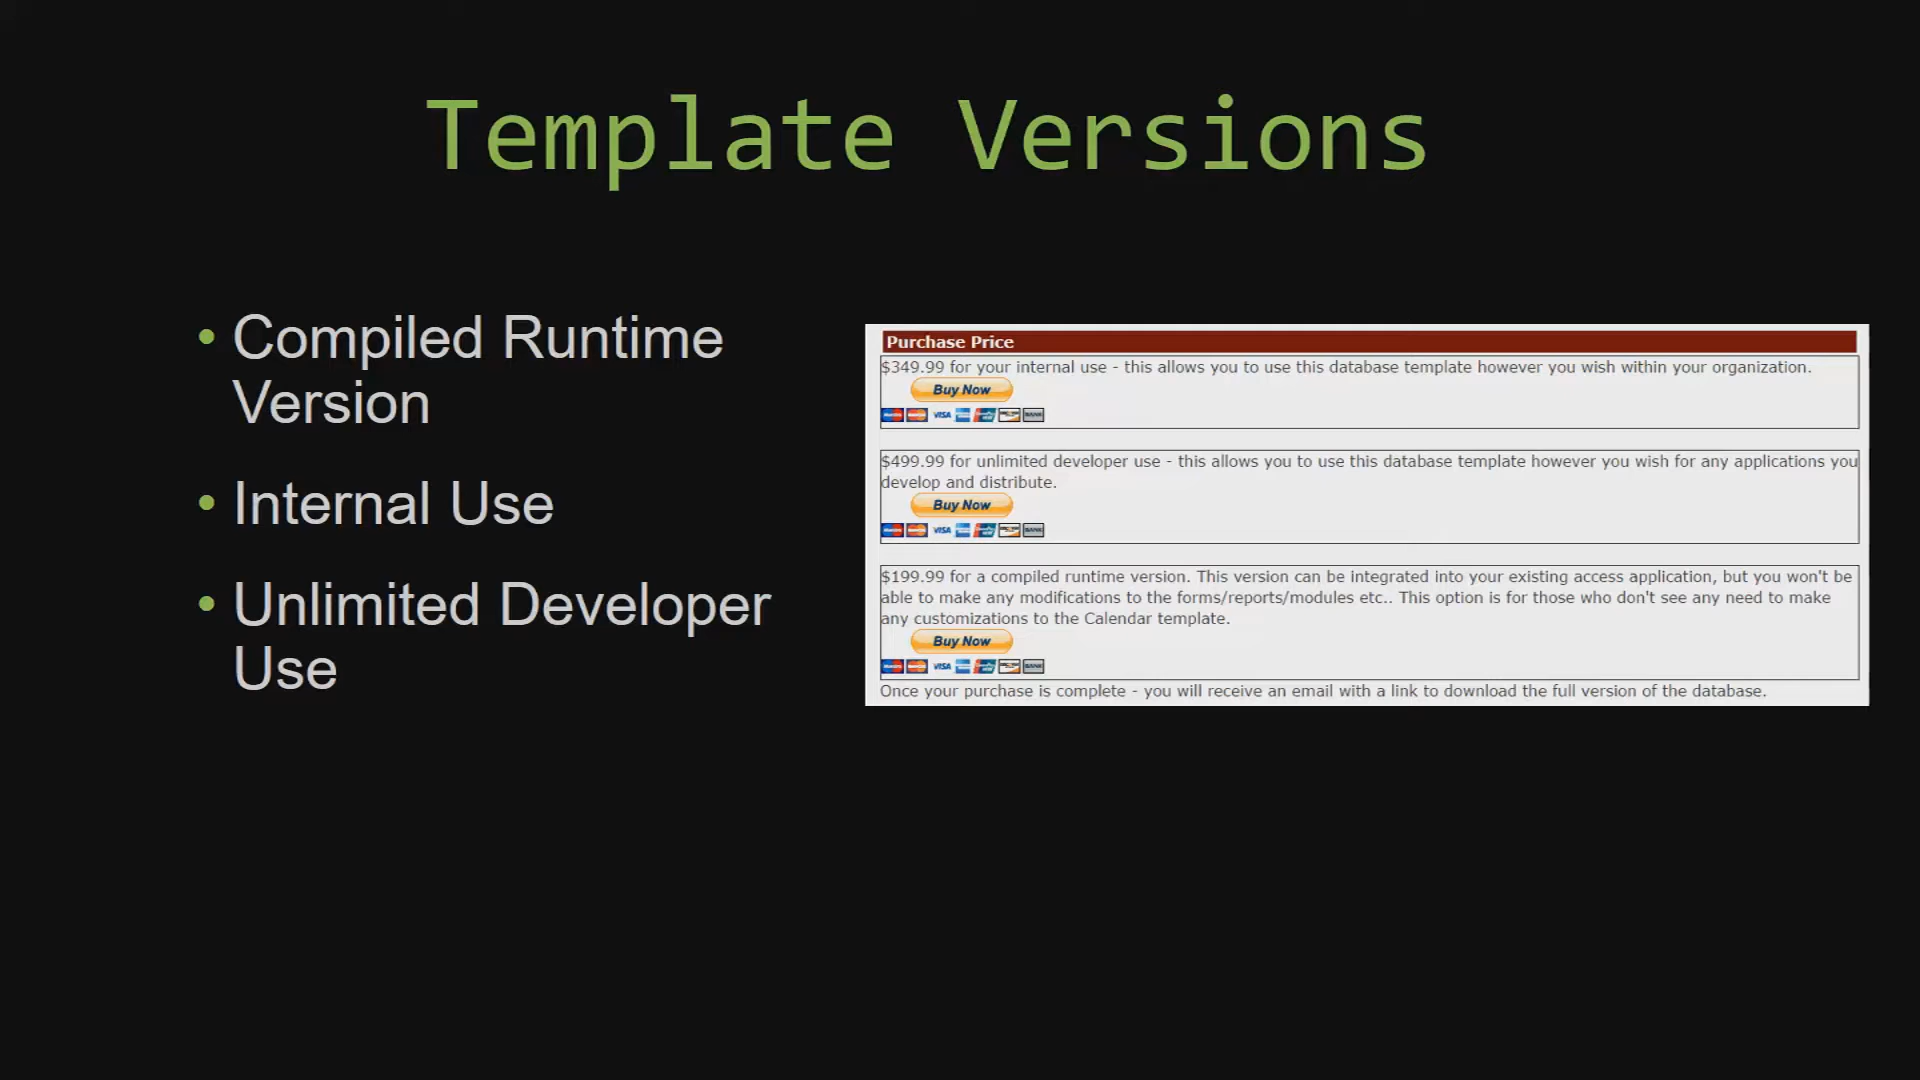 Template Versions
• Compiled Runtime
Version
• Internal Use
• Unlimited Developer
Use
Purchase Price
$349.99 for your internal use - this allows you to use this database template however you wish within your organization.
Buy Now
VISA
$499.99 for unlimited developer use - this allows you to use this database template however you wish for any applications you
develop and distribute.
Buy Now
VISA
$199.99 for a compiled runtime version. This version can be integrated into your existing access application, but you won't be
able to make any modifications to the forms/reports/modules etc.. This option is for those who don't see any need to make
any customizations to the Calendar template.
Buy Now
VISA
Once your purchase is complete - you will receive an email with a link to download the full version of the database.